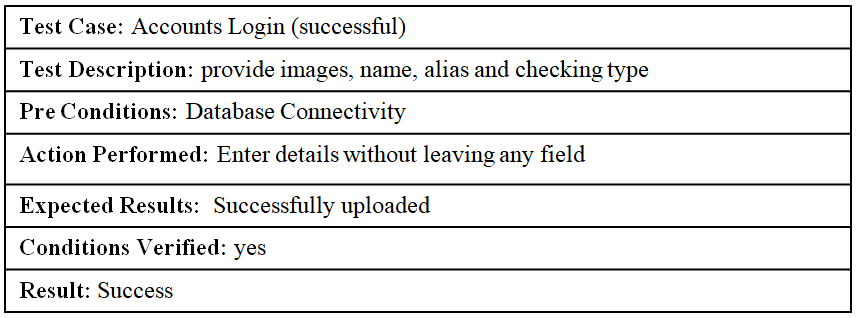 Test Case: Accounts Login (successful)
Test Description: provide images, name, alias and checking type
Pre Conditions: Database Connectivity
Action Performed: Enter details without leaving any field
Expected Results: Successfully uploaded
Conditions Verified: yes
Result: Success